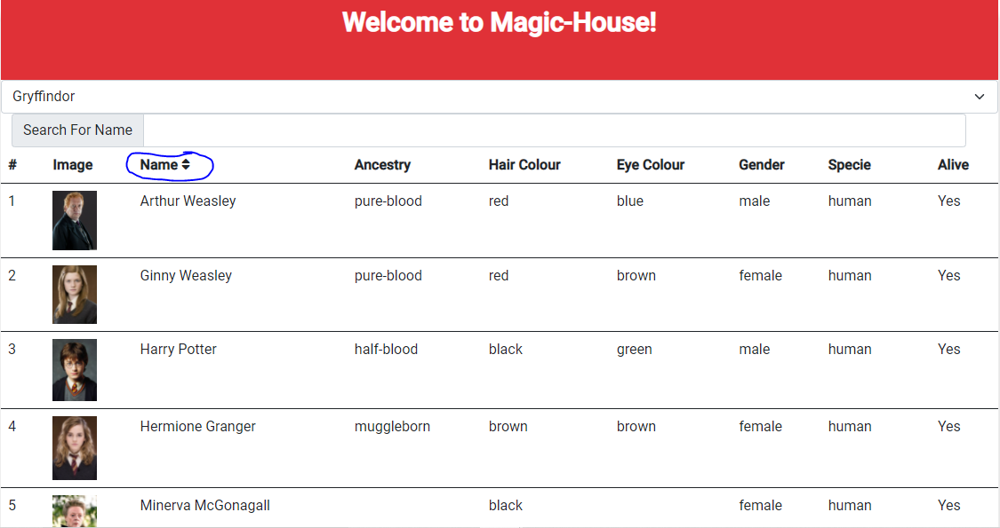 Welcome to Magic-House!
Gryffindor
Search For Name
# Image Name Ancestry Hair Colour Eye Colour Gender Specie Alive
1 Arthur Weasley pure-blood red blue male human Yes
2 Ginny Weasley pure-blood red brown female human Yes
3 Harry Potter half-blood black green male human Yes
4 Hermione Granger muggleborn brown brown female human Yes
5 Minerva McGonagall black female human Yes